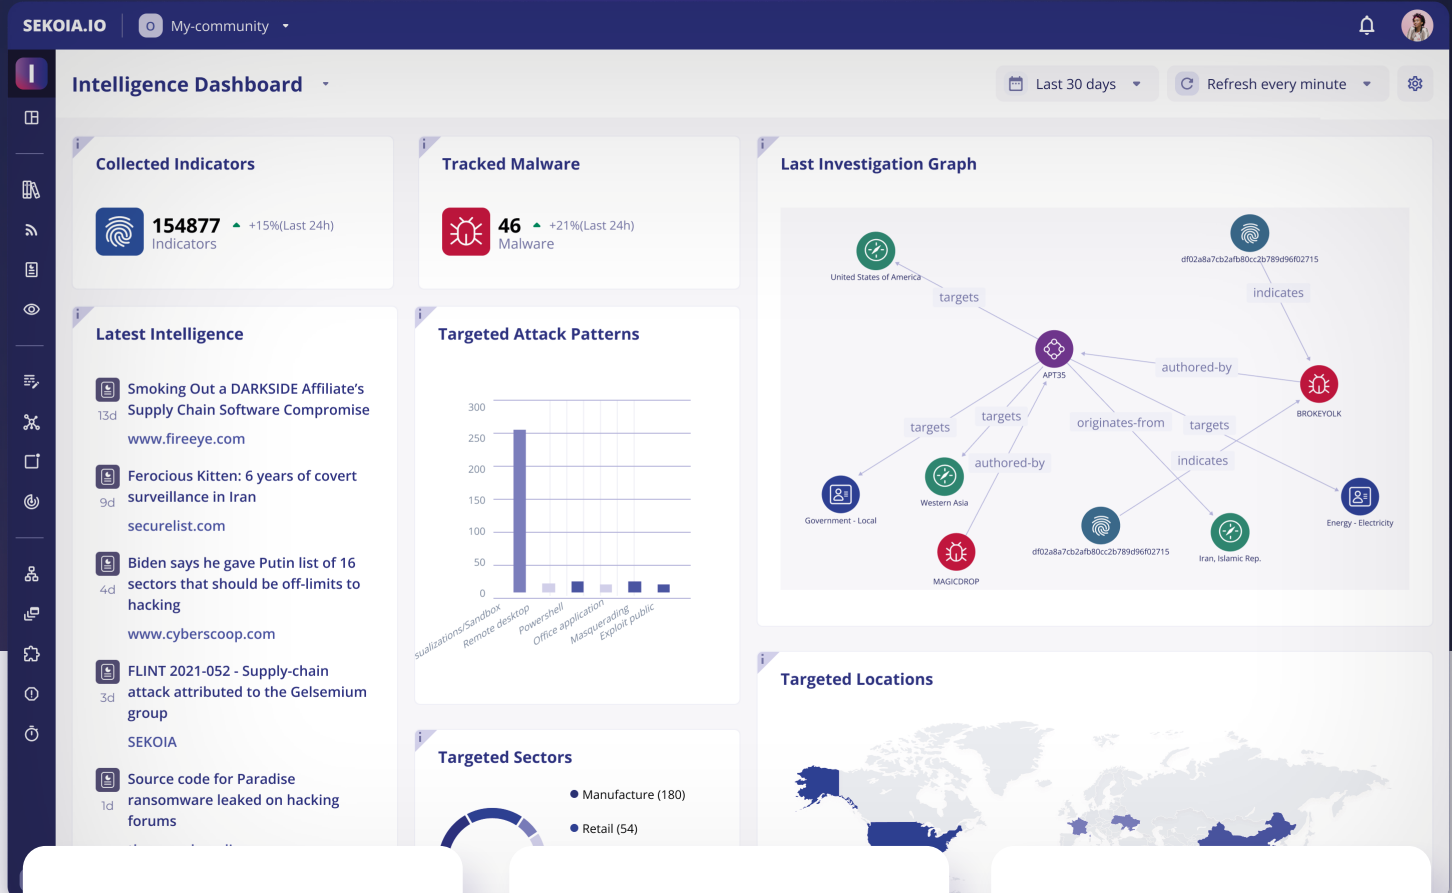 SEKOIA.IO
O My-community
Intelligence Dashboard
Last 30 days
Refresh every minute
Collected Indicators
154877 +15%(Last 24h)
Indicators
Tracked Malware
46 +21%(Last 24h)
Malware
Last Investigation Graph
United States of America
df02a8a7cb2afb80cc2b789d96f02715
targets
indicates
APT35
authored-by
BROKEYOLK
targets
targets
originates-from
targets
authored-by
indicates
Government - Local
Western Asia
Energy - Electricity
df02a8a7cb2afb80cc2b789d96f02715
Iran, Islamic Rep.
MAGICDROP
Latest Intelligence
Smoking Out a DARKSIDE Affiliate's
13d
Supply Chain Software Compromise
www.fireeye.com
Ferocious Kitten: 6 years of covert
9d
surveillance in Iran
securelist.com
Biden says he gave Putin list of 16
4d
sectors that should be off-limits to
hacking
www.cyberscoop.com
FLINT 2021-052 - Supply-chain
3d
attack attributed to the Gelsemium
group
SEKOIA
Source code for Paradise
1d
ransomware leaked on hacking
forums
Targeted Attack Patterns
300
250
200
150
100
50
0
sualizations/Sandbox
Remote desktop
Powershell
Office application
Masquerading
Exploit public
Targeted Sectors
Manufacture (180)
Retail (54)
Targeted Locations